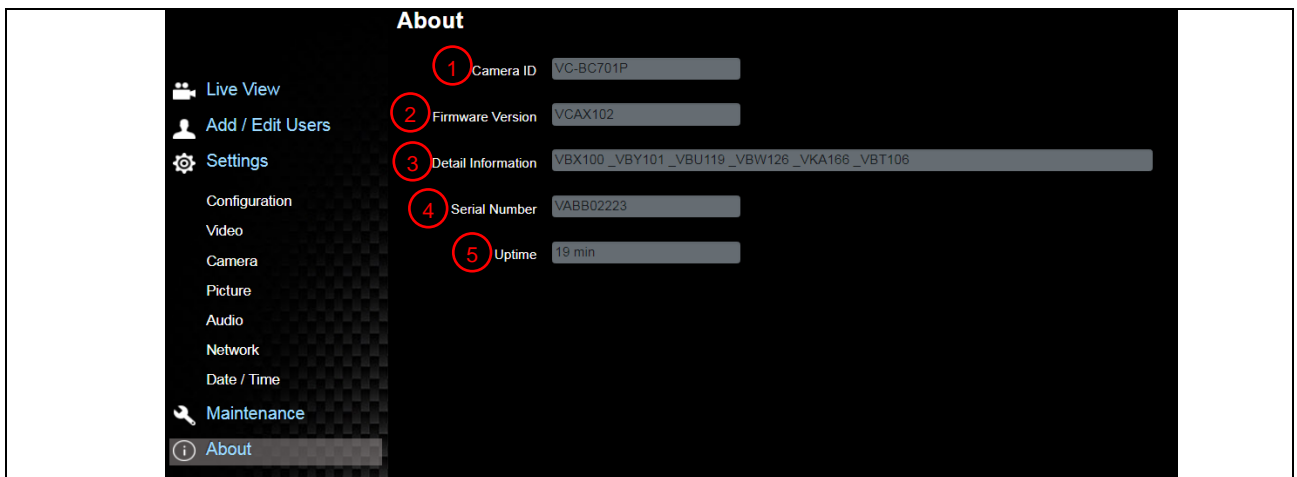 About
1 Camera ID VC-BC701P
Live View
2 Firmware Version VCAX102
Add / Edit Users
3 Detail Information VBX100 _VBY101 _VBU119 _VBW126 _VKA166 _VBT106
Settings
Configuration
4 Serial Number VABB02223
Video
5 Uptime 19 min
Camera
Picture
Audio
Network
Date / Time
Maintenance
About